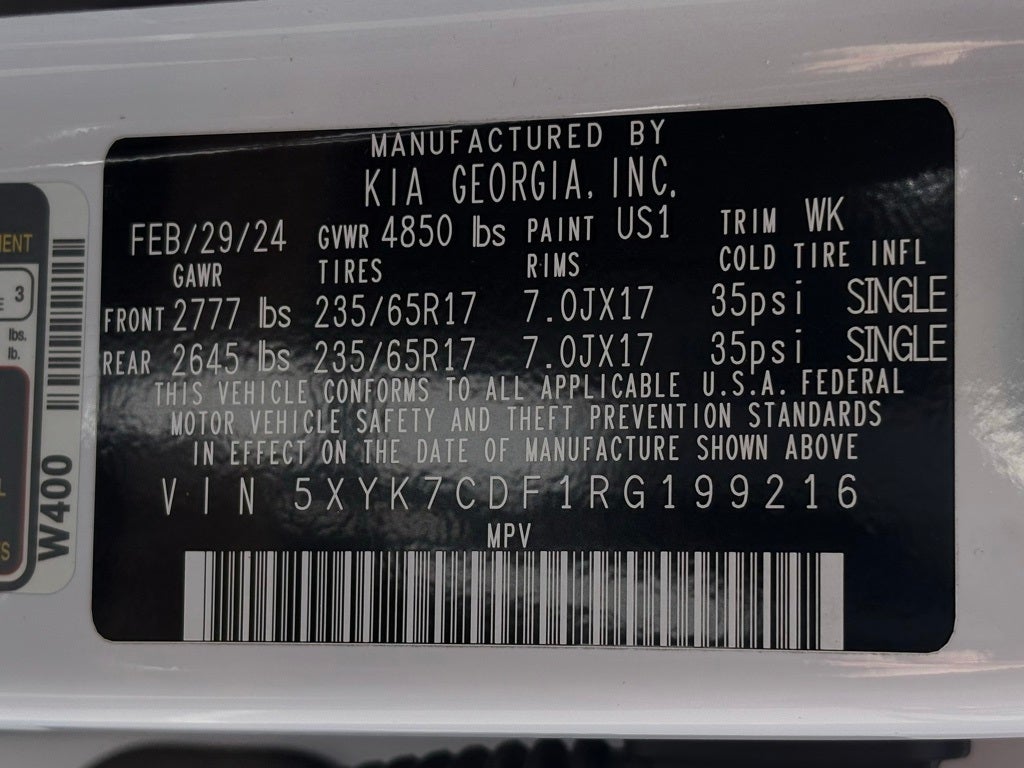 MANUFACTURED BY
KIA GEORGIA, INC.
FEB/29/24 GVWR 4850 lbs PAINT US1 TRIM WK
GAWR TIRES RIMS COLD TIRE INFL
FRONT 2777 lbs 235/65R17 7.0JX17 35psi SINGLE
REAR 2645 lbs 235/65R17 7.0JX17 35psi SINGLE
THIS VEHICLE CONFORMS TO ALL APPLICABLE U.S.A. FEDERAL
MOTOR VEHICLE SAFETY AND THEFT PREVENTION STANDARDS
IN EFFECT ON THE DATE OF MANUFACTURE SHOWN ABOVE
VIN 5XYK7CDF1RG199216
MPV
3
lbs.
lb.
W400